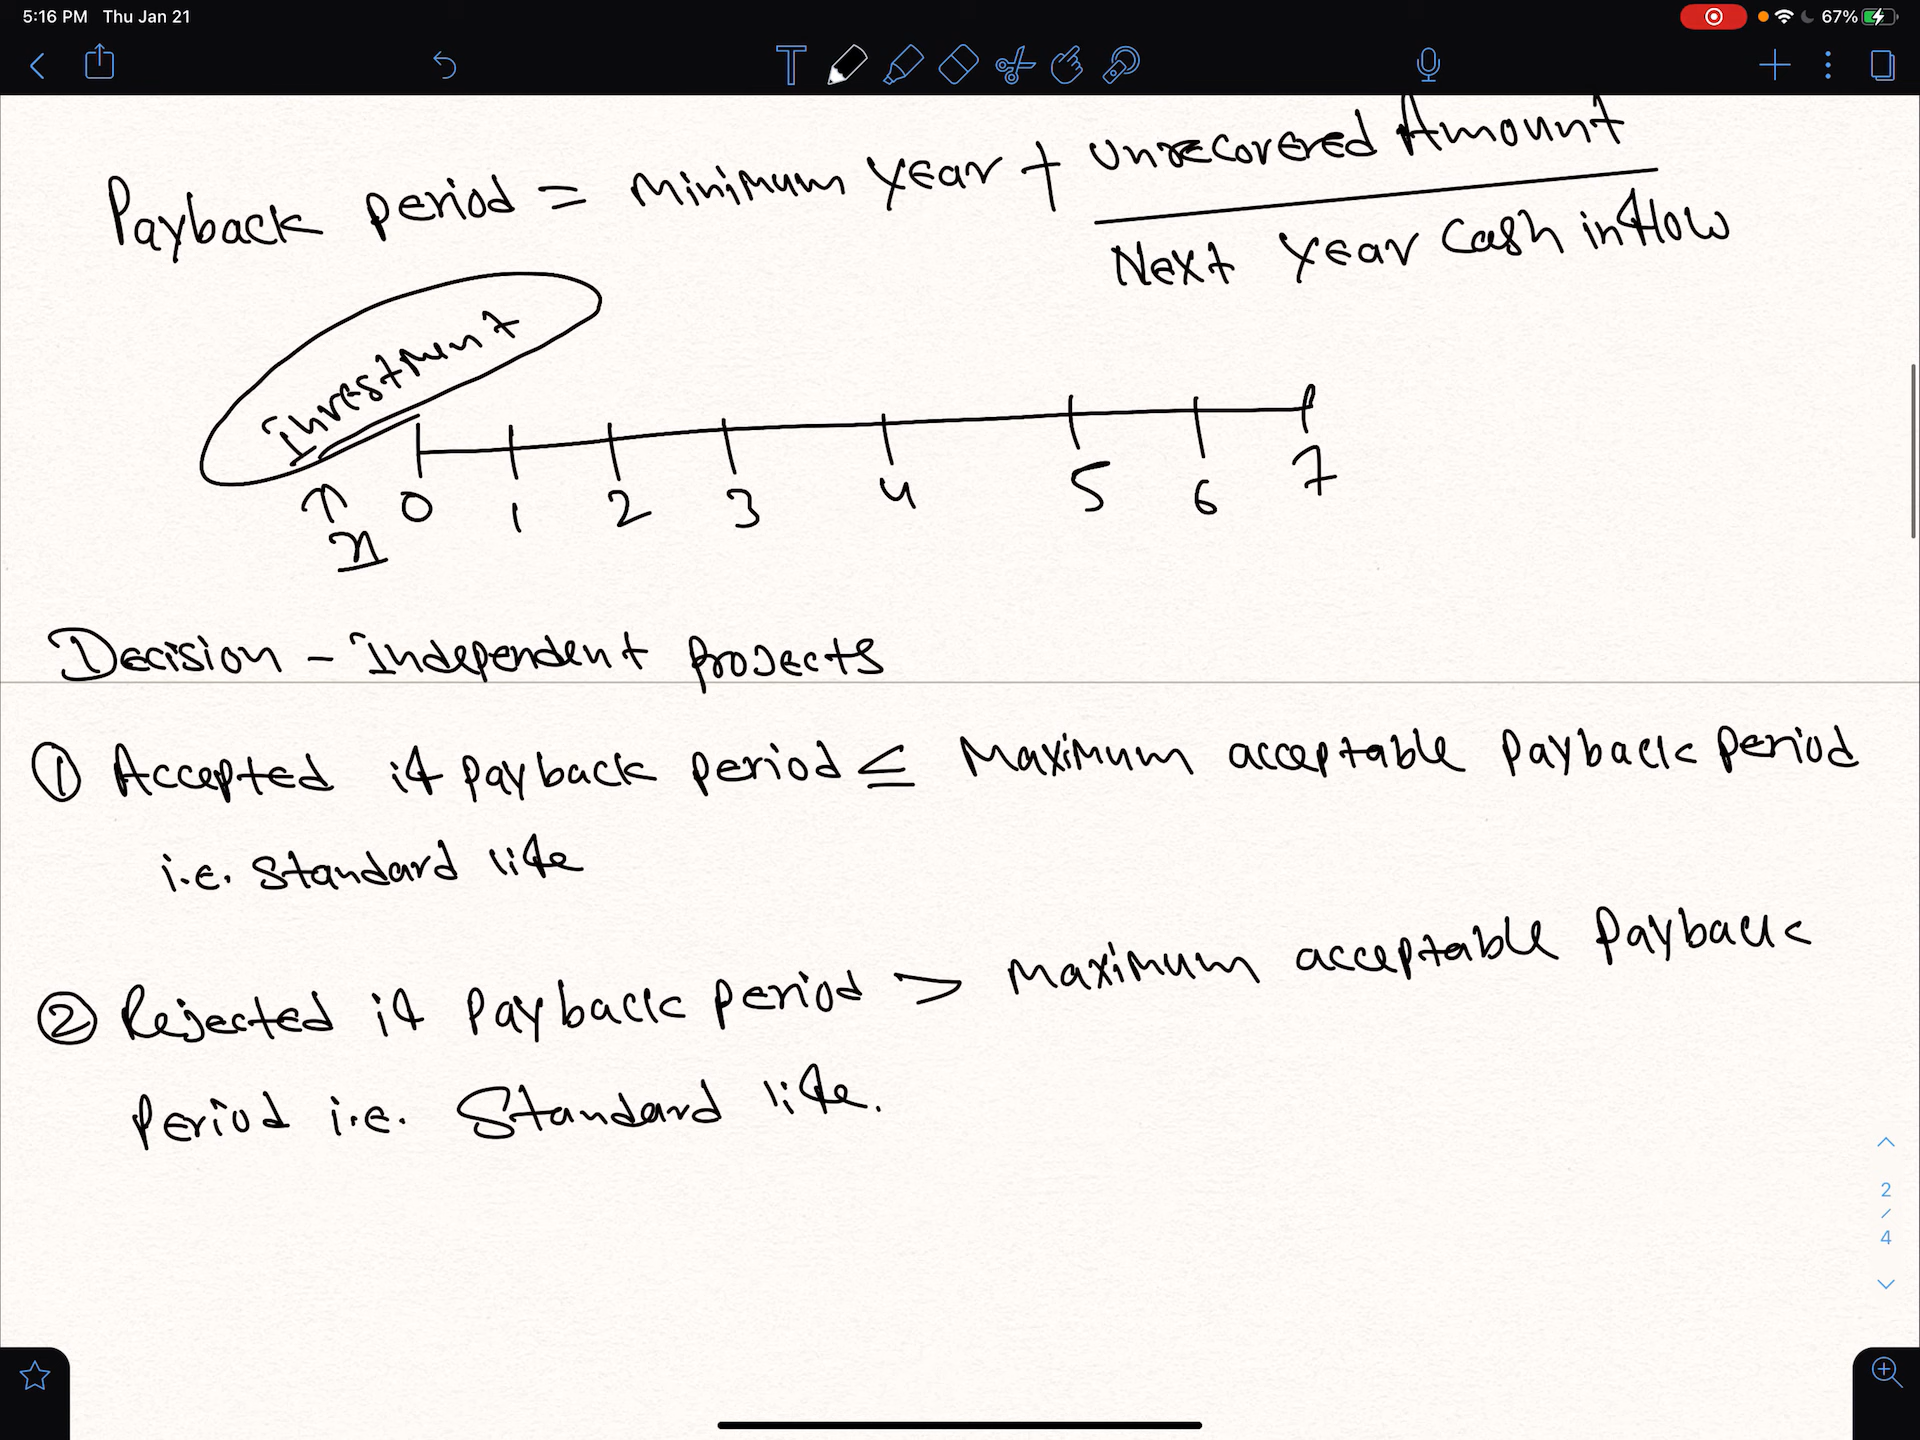 5:16 PM Thu Jan 21
67%
T
Payback period = Minimum Year + Unrecovered Amount
Next Year Cash inflow
Investment
0 1 2 3 4 5 6 7
Decision - Independent projects
① Accepted if payback period ≤ Maximum acceptable Payback Period
i.e. Standard life
② Rejected if Payback period > Maximum acceptable Payback
Period i.e. Standard life.
2
/
4